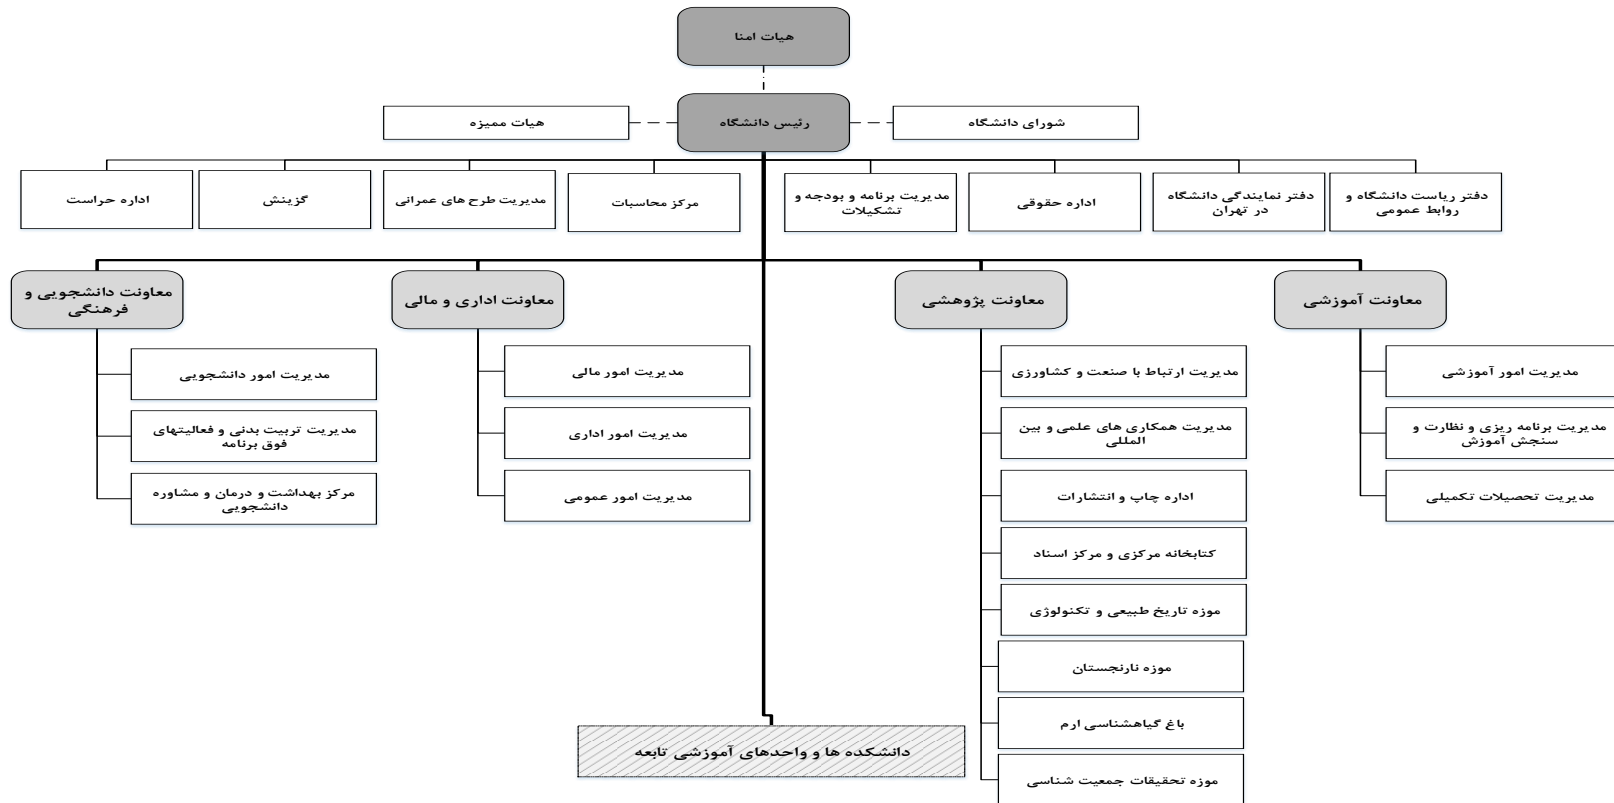 هیات امنا
رئیس دانشگاه
شورای دانشگاه
هیات ممیزه
دفتر ریاست دانشگاه و
روابط عمومی
دفتر نمایندگی دانشگاه
در تهران
اداره حقوقی
مدیریت برنامه و بودجه و
تشکیلات
مرکز محاسبات
مدیریت طرح های عمرانی
گزینش
اداره حراست
معاونت آموزشی
مدیریت امور آموزشی
مدیریت برنامه ریزی و نظارت و
سنجش آموزش
مدیریت تحصیلات تکمیلی
معاونت پژوهشی
مدیریت ارتباط با صنعت و کشاورزی
مدیریت همکاری های علمی و بین
المللی
اداره چاپ و انتشارات
کتابخانه مرکزی و مرکز اسناد
موزه تاریخ طبیعی و تکنولوژی
موزه نارنجستان
باغ گیاهشناسی ارم
موزه تحقیقات جمعیت شناسی
معاونت اداری و مالی
مدیریت امور مالی
مدیریت امور اداری
مدیریت امور عمومی
معاونت دانشجویی و
فرهنگی
مدیریت امور دانشجویی
مدیریت تربیت بدنی و فعالیتهای
فوق برنامه
مرکز بهداشت و درمان و مشاوره
دانشجویی
دانشکده ها و واحدهای آموزشی تابعه